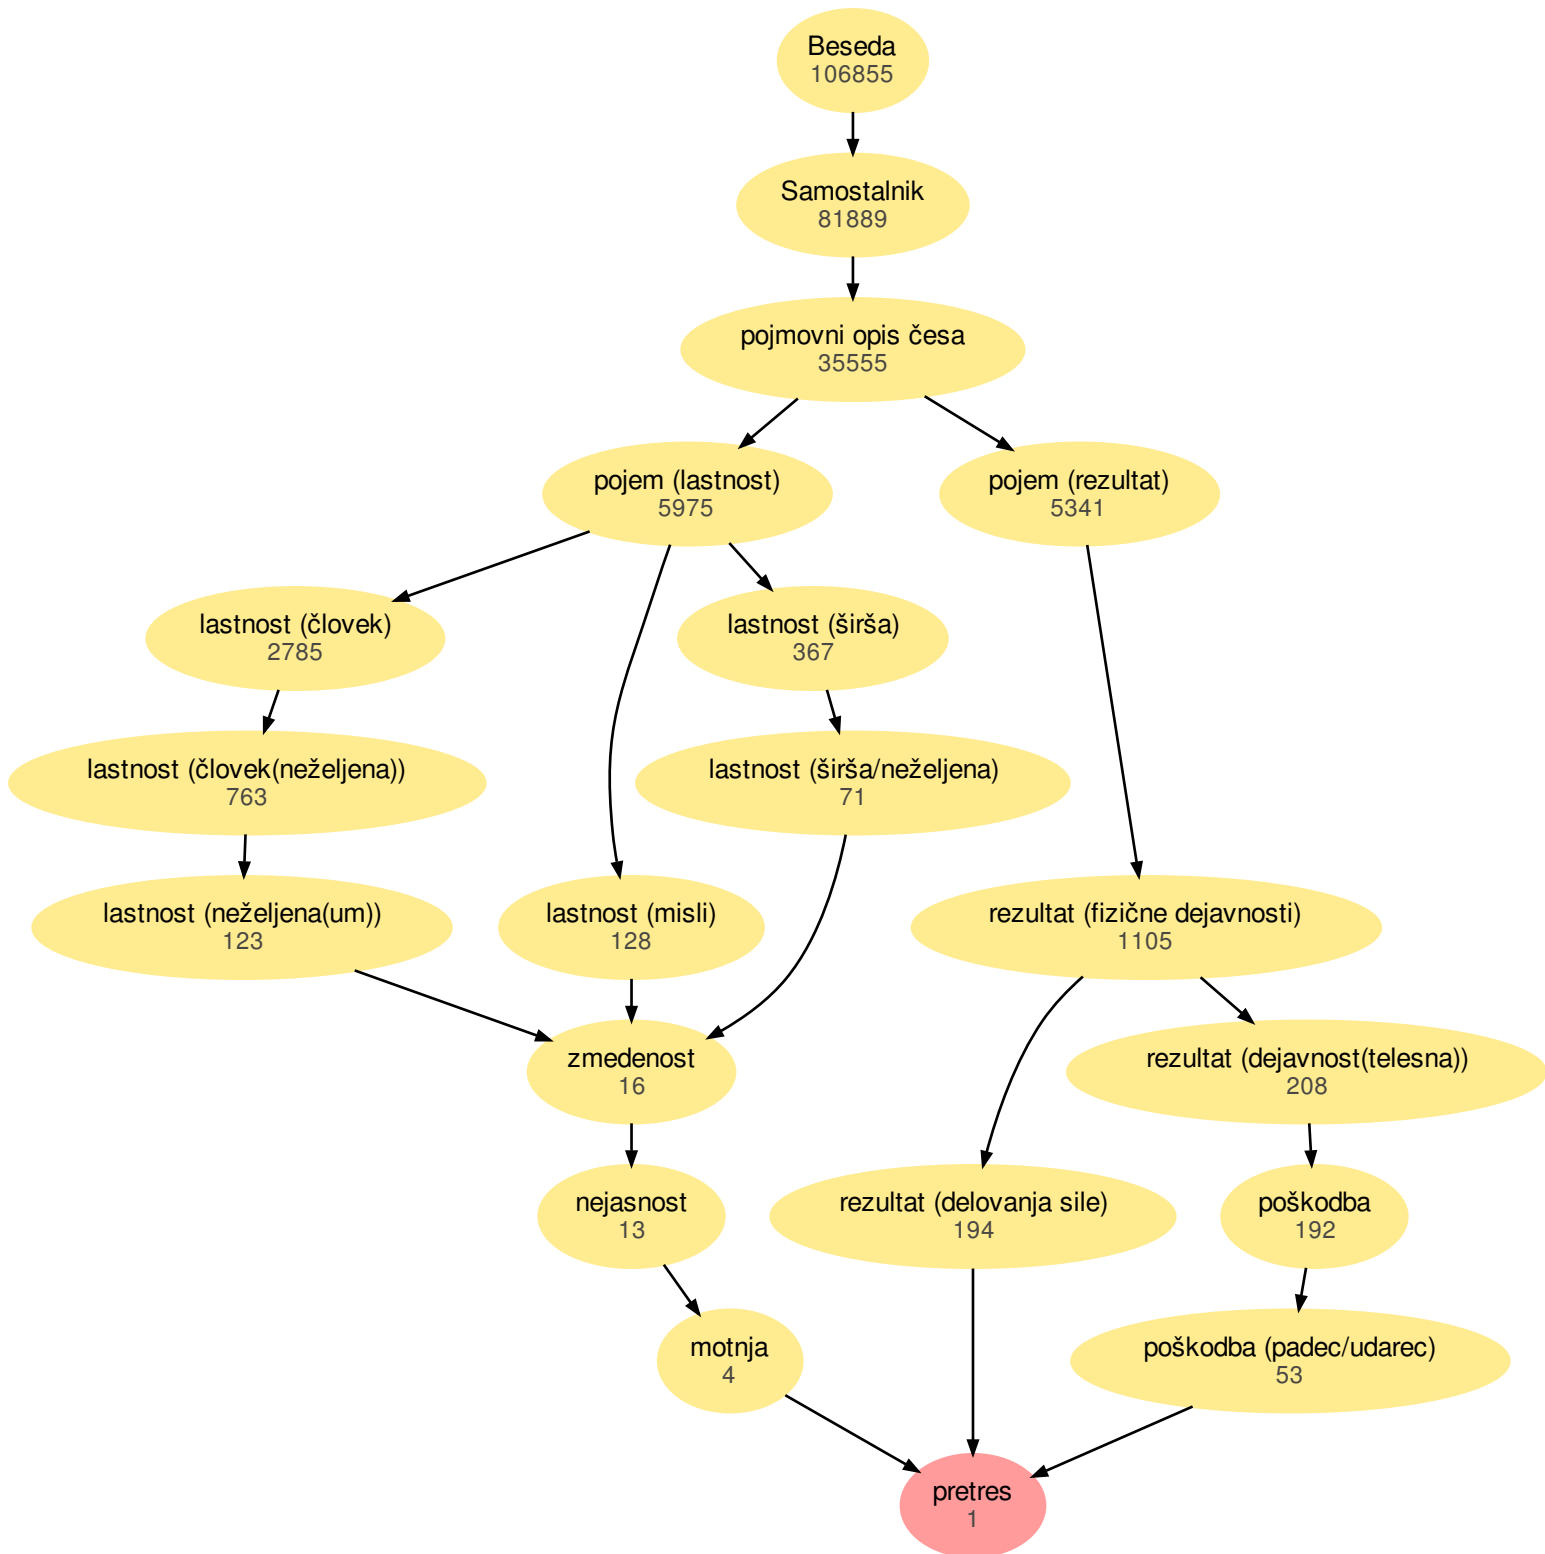 Beseda
106855
Samostalnik
81889
pojmovni opis česa
35555
pojem (lastnost)
5975
pojem (rezultat)
5341
lastnost (človek)
2785
lastnost (širša)
367
lastnost (človek(neželjena))
763
lastnost (širša/neželjena)
71
lastnost (neželjena(um))
123
lastnost (misli)
128
rezultat (fizične dejavnosti)
1105
zmedenost
16
rezultat (dejavnost(telesna))
208
nejasnost
13
rezultat (delovanja sile)
194
poškodba
192
motnja
4
poškodba (padec/udarec)
53
pretres
1